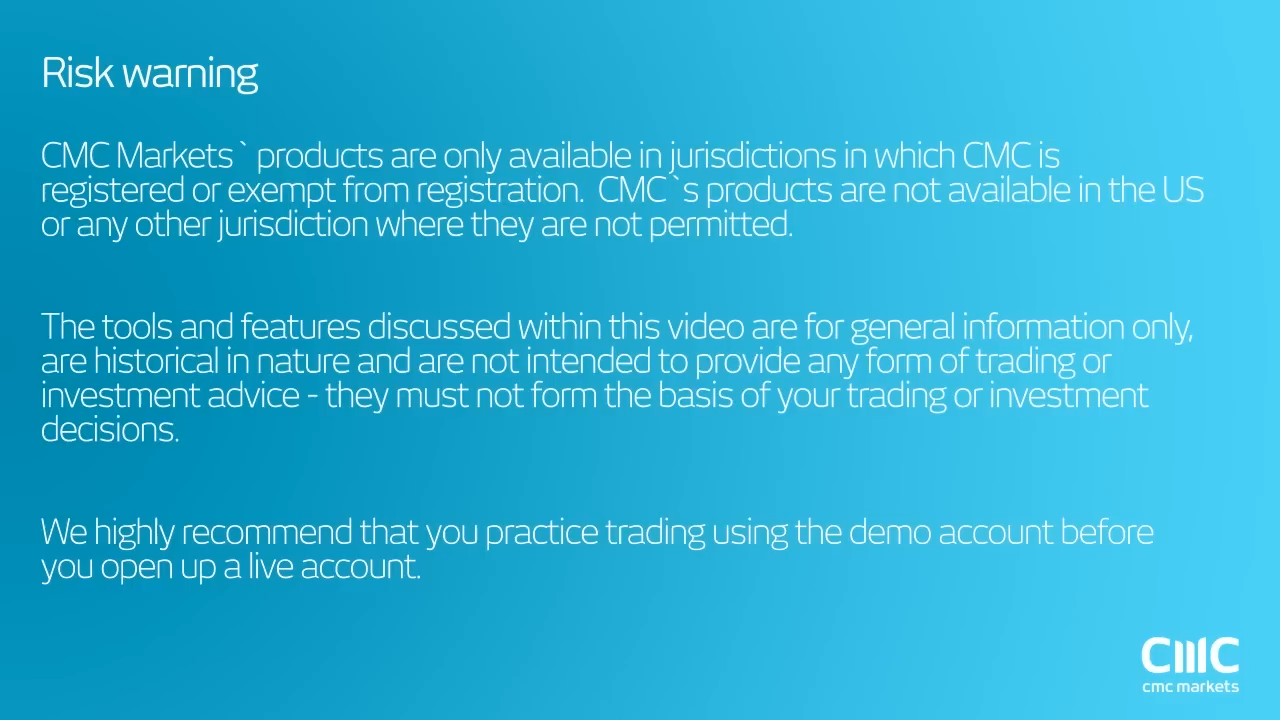 Risk warning
CMC Markets` products are only available in jurisdictions in which CMC is
registered or exempt from registration.  CMC`s products are not available in the US
or any other jurisdiction where they are not permitted.
The tools and features discussed within this video are for general information only,
are historical in nature and are not intended to provide any form of trading or
investment advice - they must not form the basis of your trading or investment
decisions.
We highly recommend that you practice trading using the demo account before
you open up a live account.
CMC
cmc markets